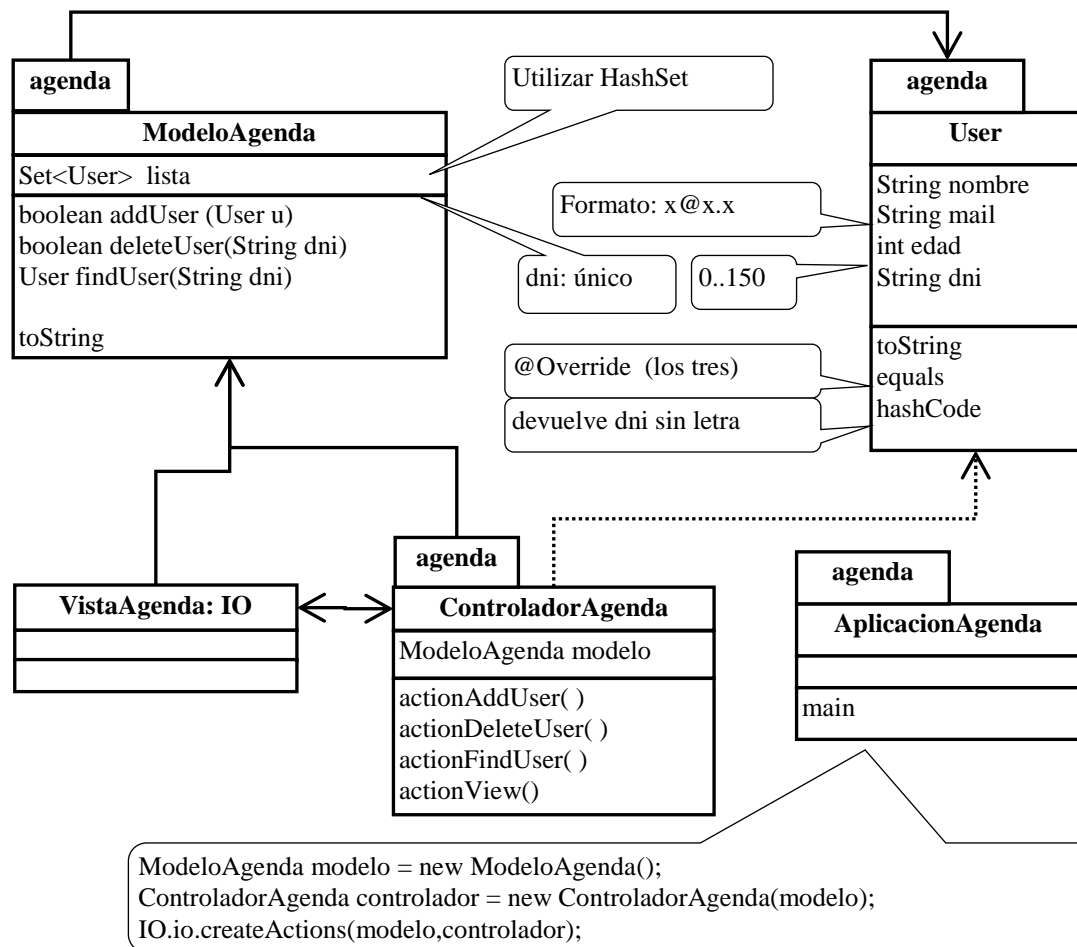 agenda
ModeloAgenda
Set<User> lista
boolean addUser (User u)
boolean deleteUser(String dni)
User findUser(String dni)
toString
Utilizar HashSet
agenda
User
String nombre
String mail
int edad
String dni
toString
equals
hashCode
Formato: x@x.x
dni: único
0..150
@Override (los tres)
devuelve dni sin letra
VistaAgenda: IO
agenda
ControladorAgenda
ModeloAgenda modelo
actionAddUser( )
actionDeleteUser( )
actionFindUser( )
actionView()
agenda
AplicacionAgenda
main
ModeloAgenda modelo = new ModeloAgenda();
ControladorAgenda controlador = new ControladorAgenda(modelo);
IO.io.createActions(modelo,controlador);